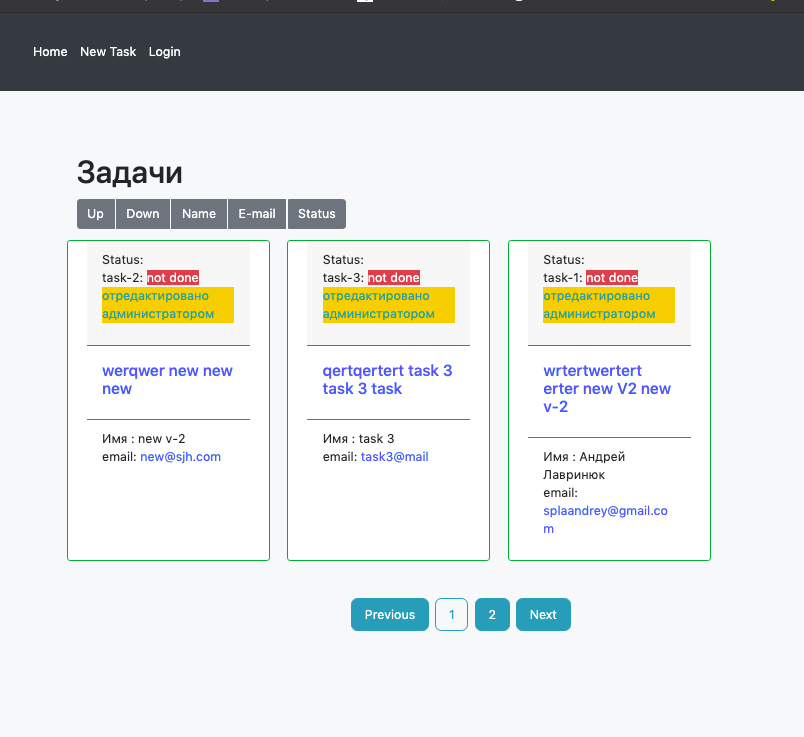 Home New Task Login
Задачи
Up Down Name E-mail Status
Status:
task-2: not done
отредактировано
администратором
werqwer new new
new
Имя : new v-2
email: new@sjh.com
Status:
task-3: not done
отредактировано
администратором
qertqertert task 3
task 3 task
Имя : task 3
email: task3@mail
Status:
task-1: not done
отредактировано
администратором
wrtertwertert
erter new V2 new
v-2
Имя : Андрей
Лавринюк
email:
splaandrey@gmail.co
m
Previous 1 2 Next